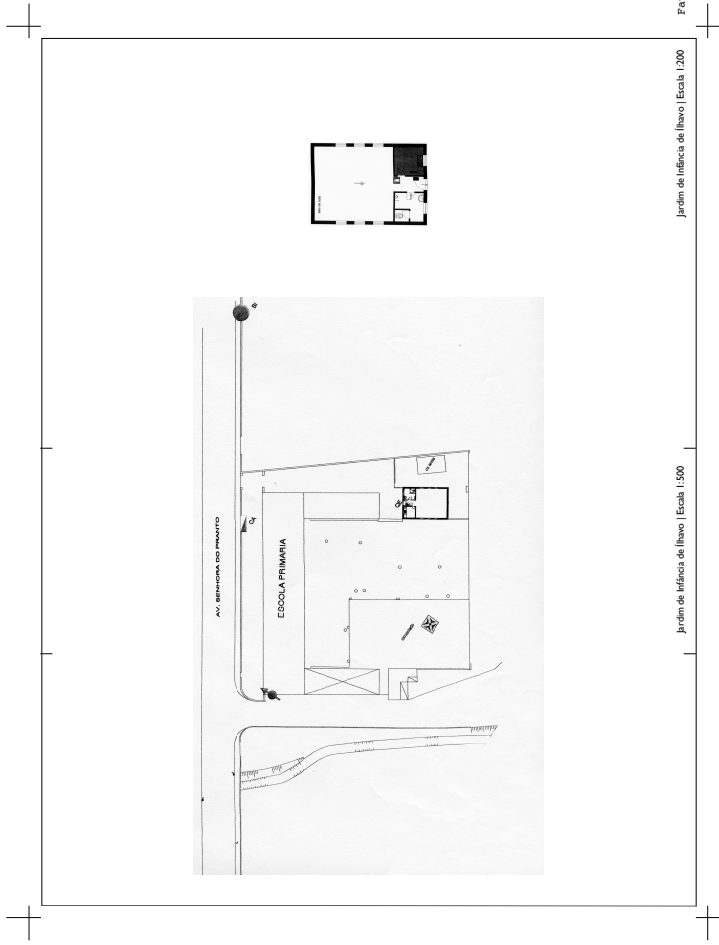 Jardim de Infância de Ílhavo | Escala 1:200
Jardim de Infância de Ílhavo | Escala 1:500
AV. SENHORA DO PRANTO
ESCOLA PRIMARIA